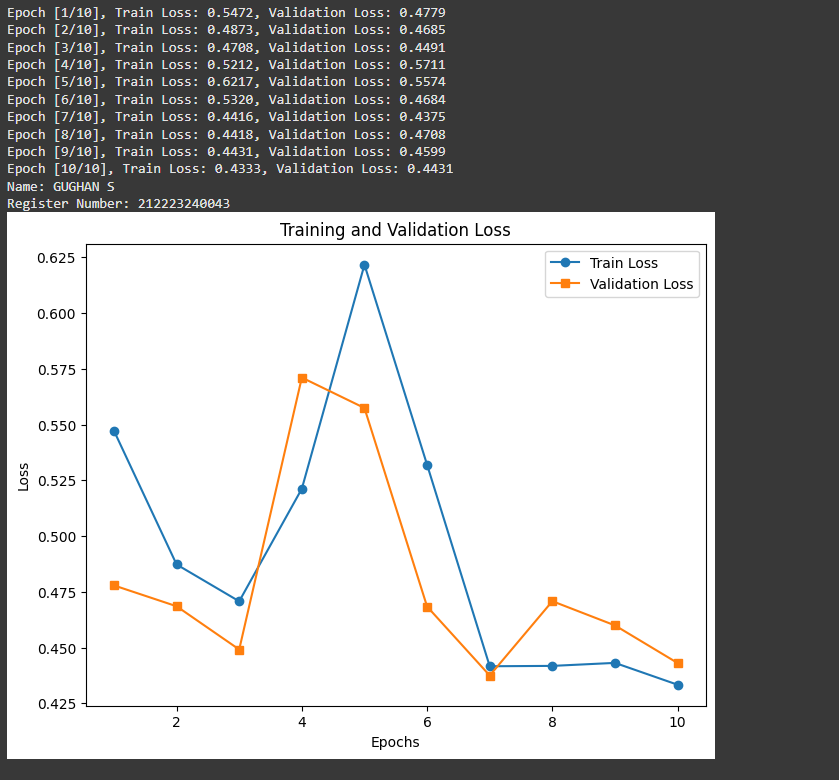 Epoch [1/10], Train Loss: 0.5472, Validation Loss: 0.4779
Epoch [2/10], Train Loss: 0.4873, Validation Loss: 0.4685
Epoch [3/10], Train Loss: 0.4708, Validation Loss: 0.4491
Epoch [4/10], Train Loss: 0.5212, Validation Loss: 0.5711
Epoch [5/10], Train Loss: 0.6217, Validation Loss: 0.5574
Epoch [6/10], Train Loss: 0.5320, Validation Loss: 0.4684
Epoch [7/10], Train Loss: 0.4416, Validation Loss: 0.4375
Epoch [8/10], Train Loss: 0.4418, Validation Loss: 0.4708
Epoch [9/10], Train Loss: 0.4431, Validation Loss: 0.4599
Epoch [10/10], Train Loss: 0.4333, Validation Loss: 0.4431
Name: GUGHAN S
Register Number: 212223240043
Training and Validation Loss
Train Loss
Validation Loss
0.625
0.600
0.575
0.550
0.525
0.500
0.475
0.450
0.425
Loss
2 4 6 8 10
Epochs